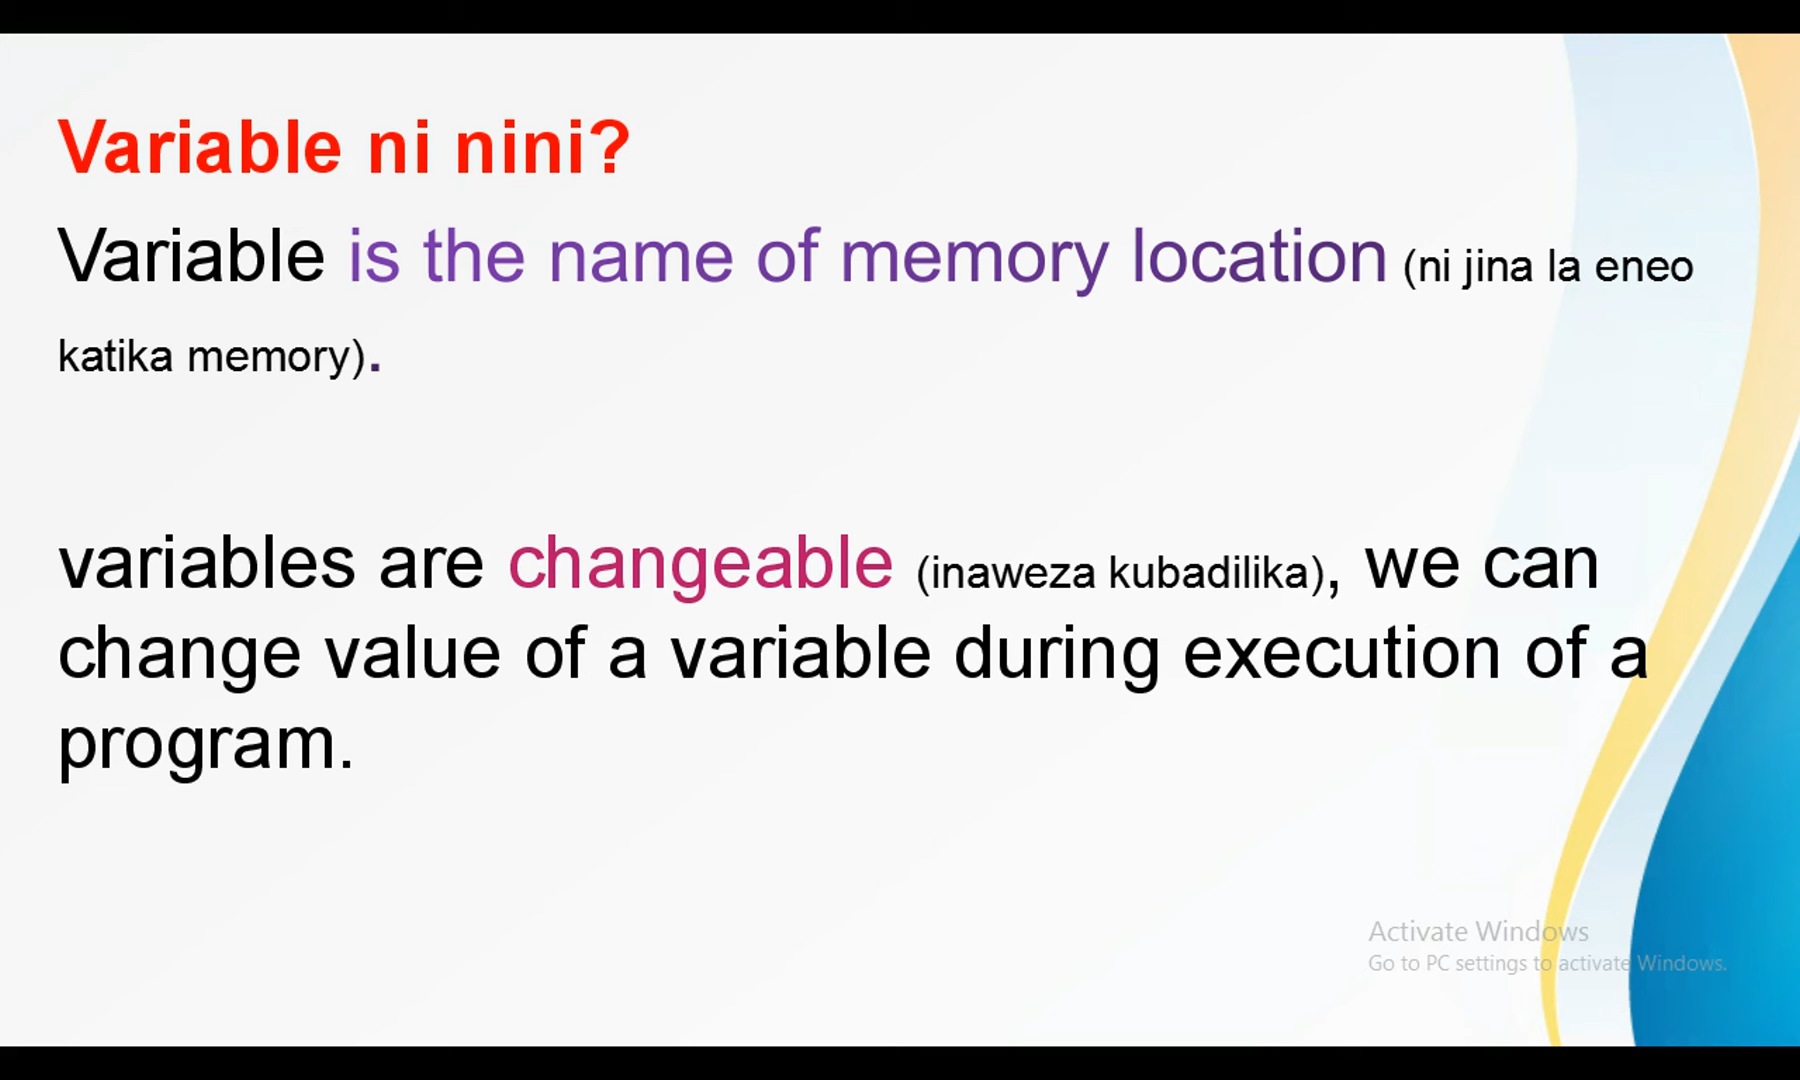 Variable ni nini?
Variable is the name of memory location (ni jina la eneo
katika memory).
variables are changeable (inaweza kubadilika), we can
change value of a variable during execution of a
program.
Activate Windows
Go to PC settings to activate Windows.